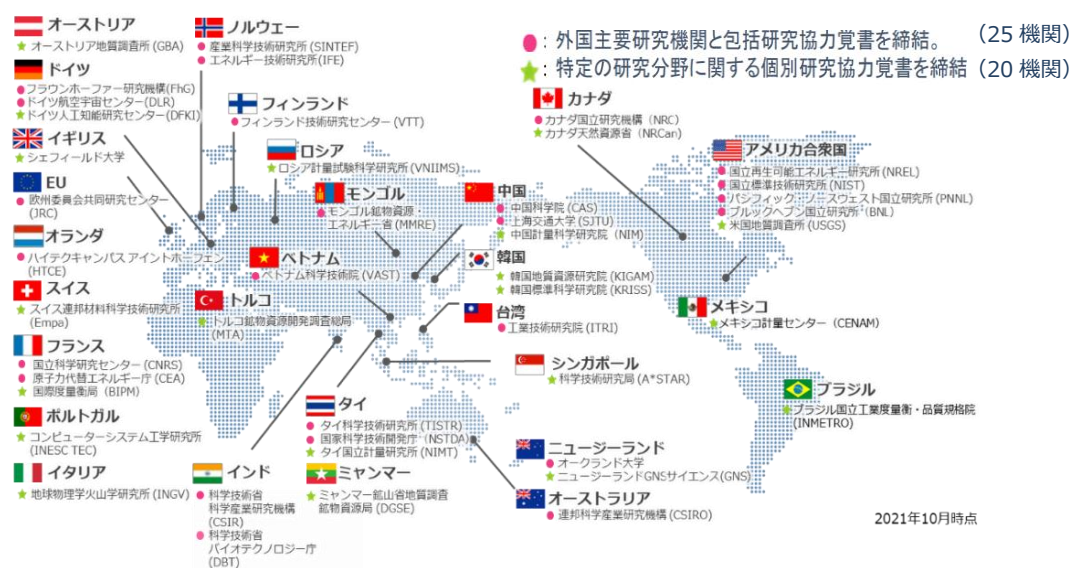 ●: 外国主要研究機関と包括研究協力覚書を締結。 (25 機関)
★: 特定の研究分野に関する個別研究協力覚書を締結 (20 機関)
オーストリア
★ オーストリア地質調査所 (GBA)
ドイツ
● フラウンホーファー研究機構(FhG)
● ドイツ航空宇宙センター(DLR)
★ ドイツ人工知能研究センター(DFKI)
イギリス
★ シェフィールド大学
EU
● 欧州委員会共同研究センター
(JRC)
オランダ
● ハイテクキャンパス アイントホーフェン
(HTCE)
スイス
★ スイス連邦材料科学技術研究所
(Empa)
フランス
● 国立科学研究センター (CNRS)
● 原子力代替エネルギー庁 (CEA)
★ 国際度量衡局 (BIPM)
ポルトガル
★ コンピューターシステム工学研究所
(INESC TEC)
イタリア
★ 地球物理学火山学研究所 (INGV)
ノルウェー
● 産業科学技術研究所(SINTEF)
● エネルギー技術研究所(IFE)
フィンランド
● フィンランド技術研究センター (VTT)
ロシア
★ ロシア計量試験科学研究所(VNIIMS)
モンゴル
● モンゴル鉱物資源・
エネルギー省 (MMRE)
ベトナム
● ベトナム科学技術院(VAST)
トルコ
★ トルコ鉱物資源開発調査総局
(MTA)
中国
● 中国科学院 (CAS)
● 上海交通大学 (SJTU)
★ 中国計量科学研究院 (NIM)
韓国
★ 韓国地質資源研究院 (KIGAM)
★ 韓国標準科学研究院 (KRISS)
台湾
● 工業技術研究院 (ITRI)
シンガポール
★ 科学技術研究局 (A*STAR)
タイ
● タイ科学技術研究所 (TISTR)
● 国家科学技術開発庁 (NSTDA)
★ タイ国立計量研究所 (NIMT)
インド
● 科学技術省
科学産業研究機構
(CSIR)
● 科学技術省
バイオテクノロジー庁
(DBT)
ミャンマー
★ ミャンマー鉱山省地質調査
鉱物資源局 (DGSE)
ニュージーランド
● オークランド大学
★ ニュージーランドGNSサイエンス(GNS)
オーストラリア
● 連邦科学産業研究機構 (CSIRO)
カナダ
● カナダ国立研究機構 (NRC)
★ カナダ天然資源省 (NRCan)
アメリカ合衆国
● 国立再生可能エネルギー研究所 (NREL)
● 国立標準技術研究所 (NIST)
● パシフィック・ノースウェスト国立研究所 (PNNL)
● ブルックヘブン国立研究所 (BNL)
★ 米国地質調査所 (USGS)
メキシコ
★ メキシコ計量センター (CENAM)
ブラジル
★ ブラジル国立工業度量衡・品質規格院
(INMETRO)
2021年10月時点